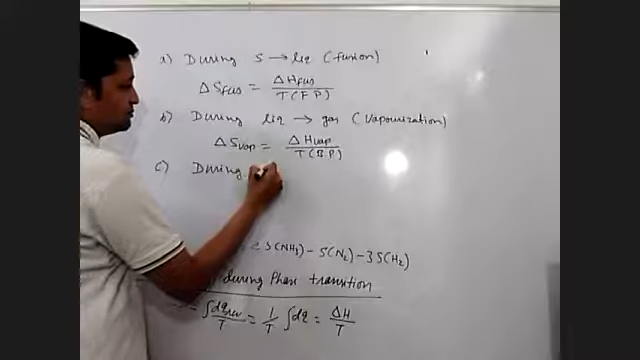 a) During S → liq (fusion)
ΔSfus = ΔHfus / T(F.P)
b) During liq → gas (Vapourization)
ΔSvap = ΔHvap / T(B.P)
c) During
S(NH₃) - S(N₂) - 3S(H₂)
during Phase transition
= ∫dqrev / T = 1/T ∫dq = ΔH / T